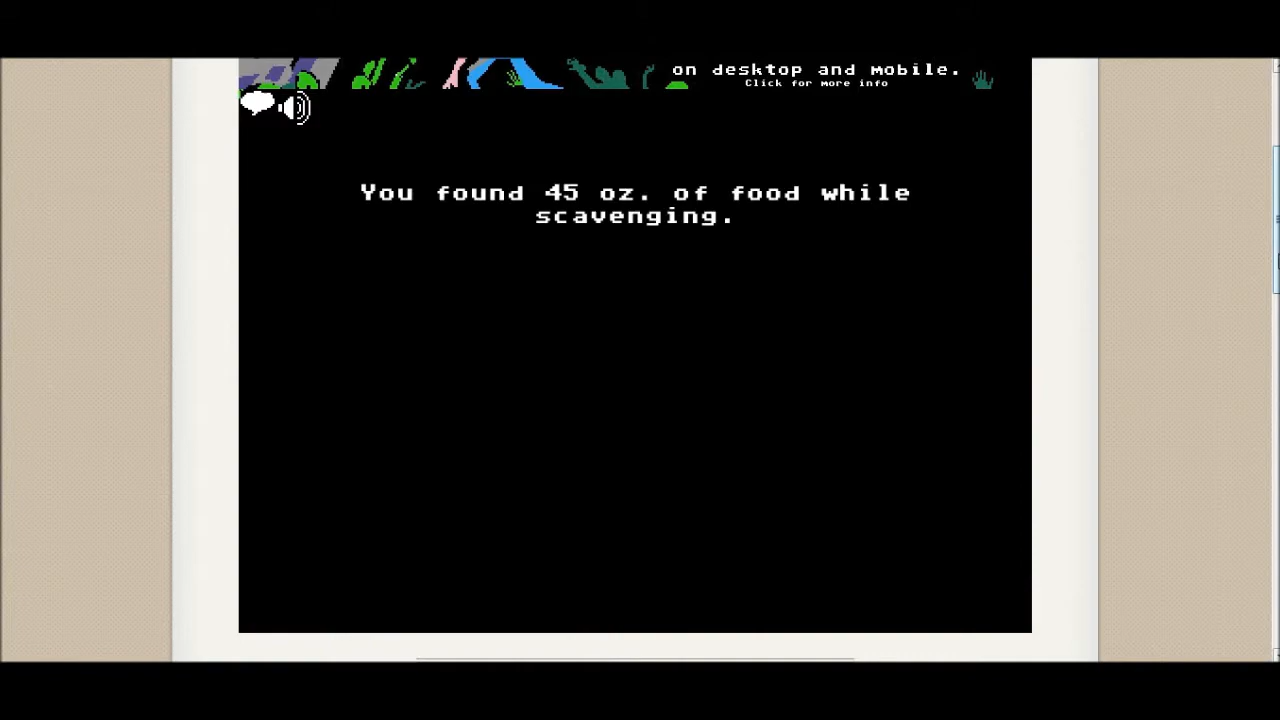 on desktop and mobile.
Click for more info
You found 45 oz. of food while
scavenging.